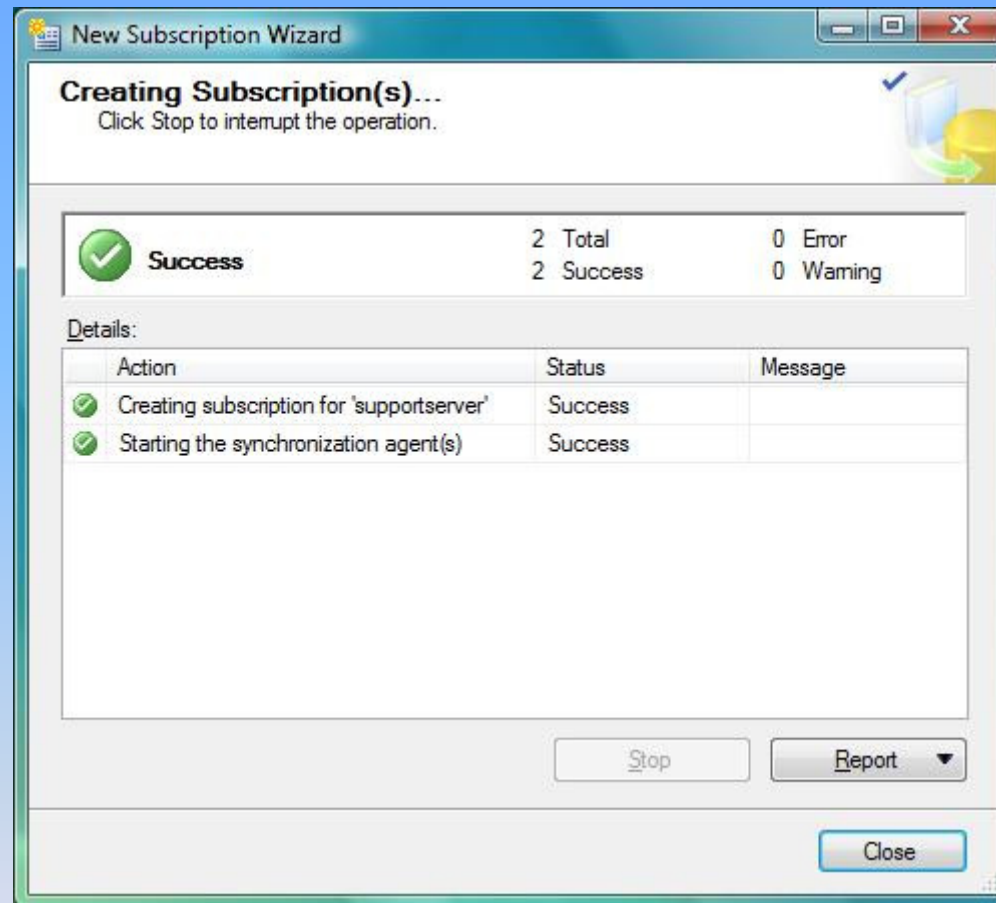 New Subscription Wizard
Creating Subscription(s)...
Click Stop to interrupt the operation.
Success
2 Total 0 Error
2 Success 0 Warning
Details:
Action Status Message
Creating subscription for 'supportserver' Success
Starting the synchronization agent(s) Success
Stop Report
Close